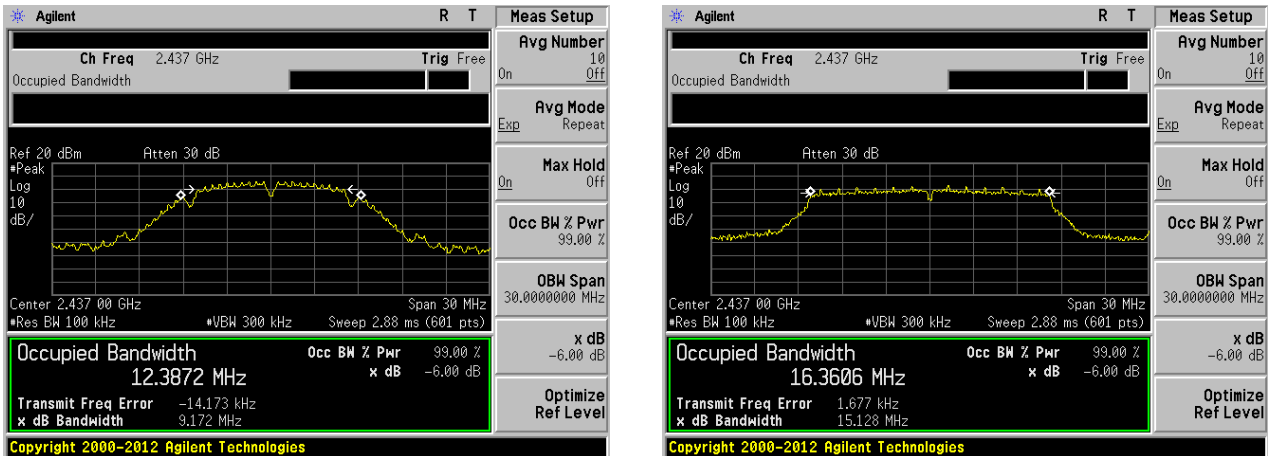 Agilent R T Meas Setup
Ch Freq 2.437 GHz Trig Free
Occupied Bandwidth
Avg Number
10
On Off
Avg Mode
Exp Repeat
Max Hold
On Off
Occ BW % Pwr
99.00 %
OBW Span
30.0000000 MHz
x dB
-6.00 dB
Optimize
Ref Level
Ref 20 dBm Atten 30 dB
#Peak
Log
10
dB/
Center 2.437 00 GHz Span 30 MHz
#Res BW 100 kHz #VBW 300 kHz Sweep 2.88 ms (601 pts)
Occupied Bandwidth Occ BW % Pwr 99.00 %
12.3872 MHz x dB -6.00 dB
Transmit Freq Error -14.173 kHz
x dB Bandwidth 9.172 MHz
Copyright 2000-2012 Agilent Technologies
Agilent R T Meas Setup
Ch Freq 2.437 GHz Trig Free
Occupied Bandwidth
Avg Number
10
On Off
Avg Mode
Exp Repeat
Max Hold
On Off
Occ BW % Pwr
99.00 %
OBW Span
30.0000000 MHz
x dB
-6.00 dB
Optimize
Ref Level
Ref 20 dBm Atten 30 dB
#Peak
Log
10
dB/
Center 2.437 00 GHz Span 30 MHz
#Res BW 100 kHz #VBW 300 kHz Sweep 2.88 ms (601 pts)
Occupied Bandwidth Occ BW % Pwr 99.00 %
16.3606 MHz x dB -6.00 dB
Transmit Freq Error 1.677 kHz
x dB Bandwidth 15.128 MHz
Copyright 2000-2012 Agilent Technologies